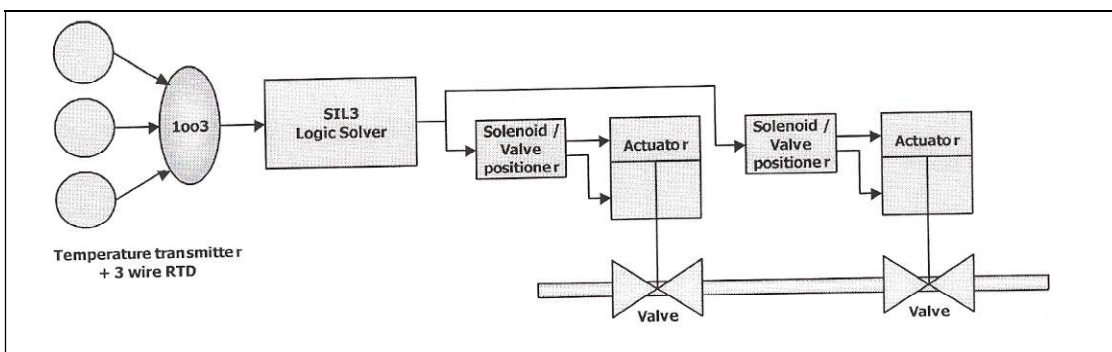 1oo3
SIL3
Logic Solver
Solenoid /
Valve
positioner
Actuator
Solenoid /
Valve
positioner
Actuator
Temperature transmitter
+ 3 wire RTD
Valve
Valve